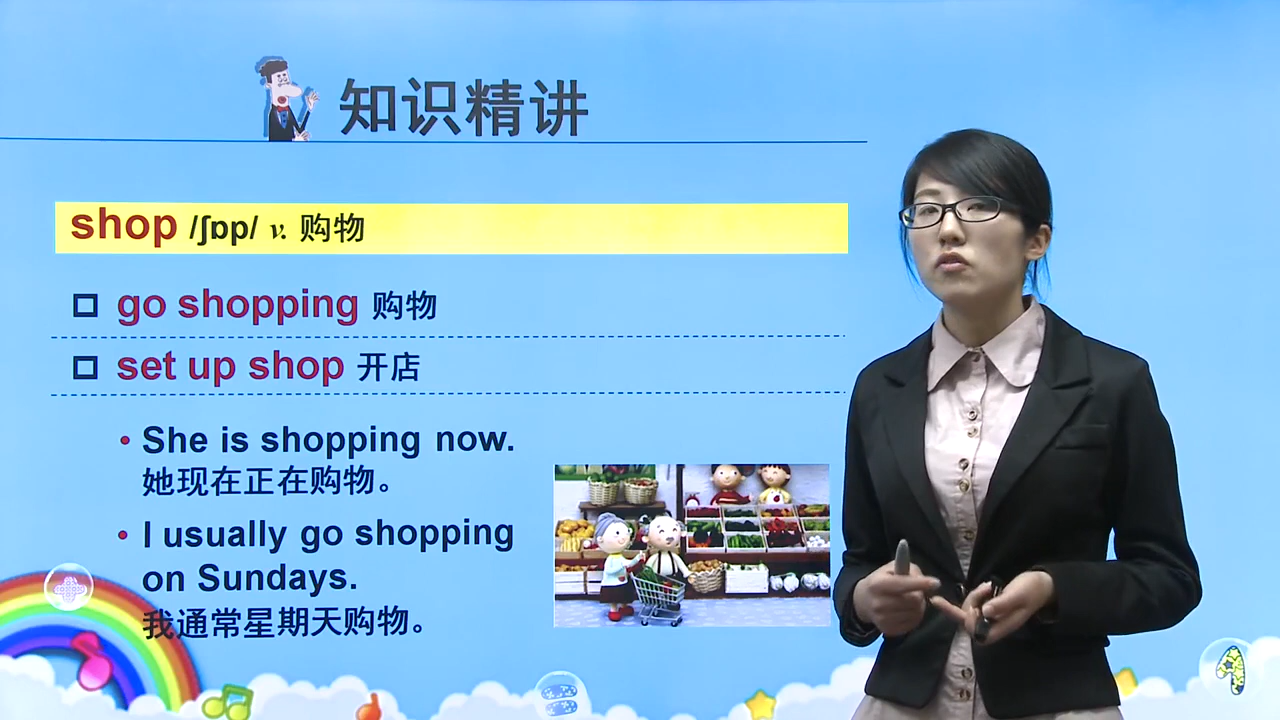 知识精讲
shop /ʃɒp/ v. 购物
go shopping 购物
set up shop 开店
She is shopping now.
她现在正在购物。
I usually go shopping
on Sundays.
我通常星期天购物。